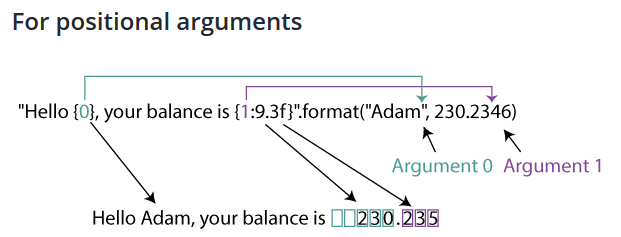 For positional arguments
"Hello {0}, your balance is {1:9.3f}".format("Adam", 230.2346)
Argument 0 Argument 1
Hello Adam, your balance is 230.235